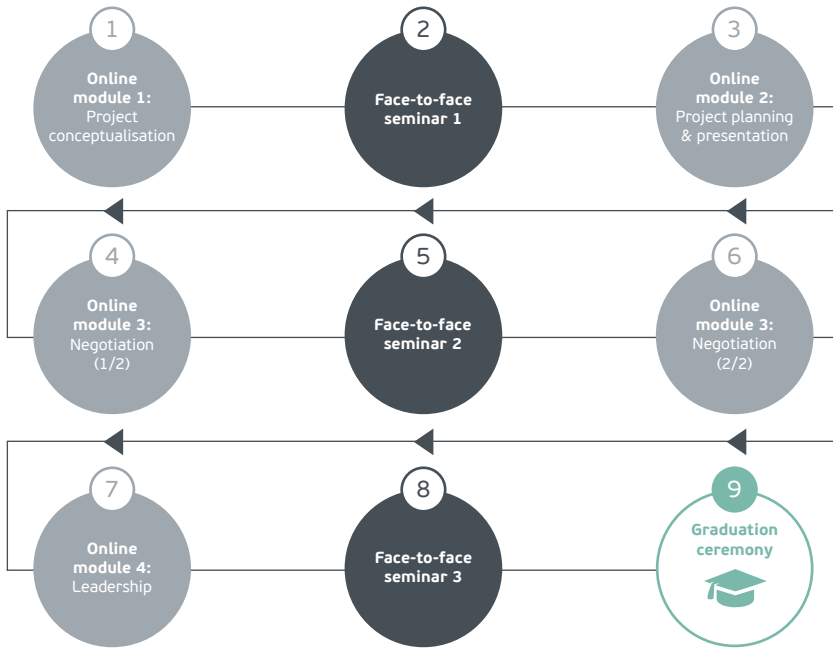 1
Online
module 1:
Project
conceptualisation
2
Face-to-face
seminar 1
3
Online
module 2:
Project planning
& presentation
4
Online
module 3:
Negotiation
(1/2)
5
Face-to-face
seminar 2
6
Online
module 3:
Negotiation
(2/2)
7
Online
module 4:
Leadership
8
Face-to-face
seminar 3
9
Graduation
ceremony